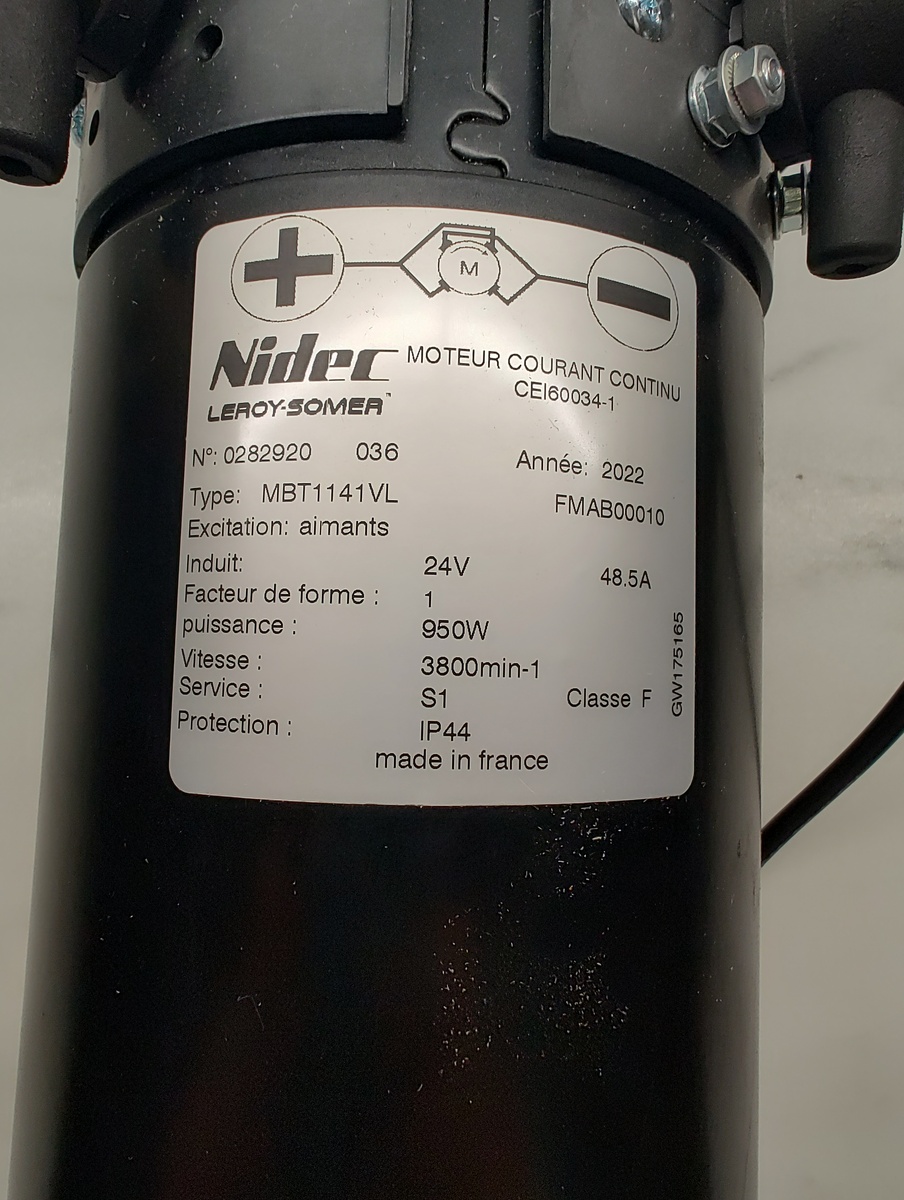 M
Nidec
LEROY-SOMER™
MOTEUR COURANT CONTINU
CEI60034-1
N°: 0282920 036
Année: 2022
Type: MBT1141VL
FMAB00010
Excitation: aimants
Induit: 24V 48.5A
Facteur de forme : 1
puissance : 950W
Vitesse : 3800min-1
Service : S1 Classe F
Protection : IP44
made in france
GW175165